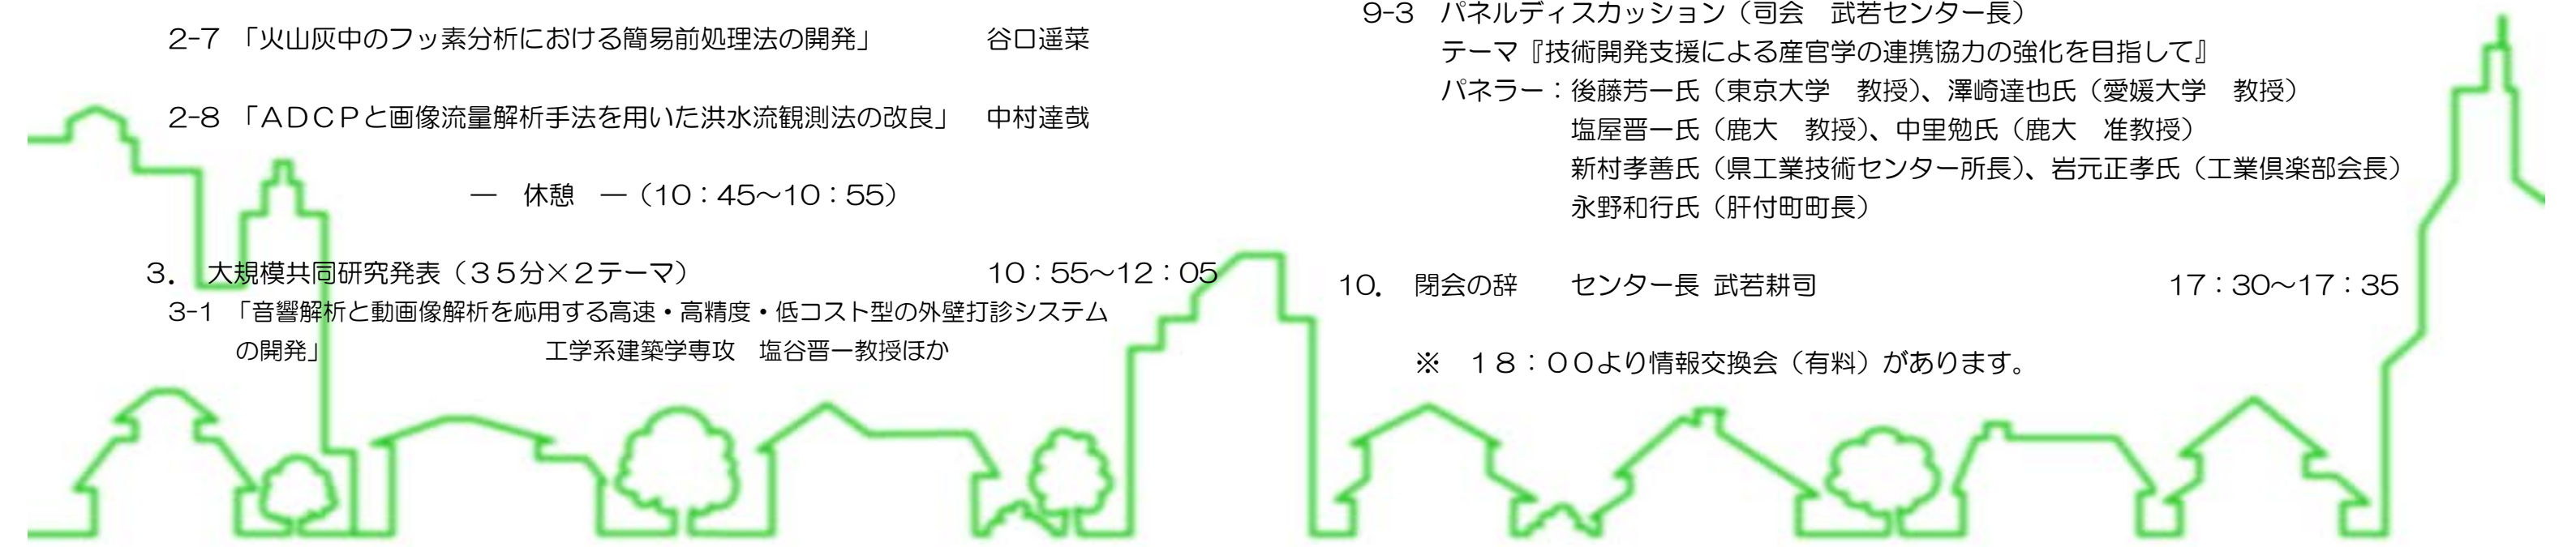 2-7 「火山灰中のフッ素分析における簡易前処理法の開発」 谷口遥菜
2-8 「ＡＤＣＰと画像流量解析手法を用いた洪水流観測法の改良」 中村達哉
― 休憩 ―（10：45～10：55）
3． 大規模共同研究発表（３５分×２テーマ） 10：55～12：05
3-1 「音響解析と動画像解析を応用する高速・高精度・低コスト型の外壁打診システム
の開発」 工学系建築学専攻 塩谷晋一教授ほか
9-3 パネルディスカッション（司会 武若センター長）
テーマ『技術開発支援による産官学の連携協力の強化を目指して』
パネラー：後藤芳一氏（東京大学 教授）、澤崎達也氏（愛媛大学 教授）
塩屋晋一氏（鹿大 教授）、中里勉氏（鹿大 准教授）
新村孝善氏（県工業技術センター所長）、岩元正孝氏（工業倶楽部会長）
永野和行氏（肝付町町長）
10． 閉会の辞 センター長 武若耕司 17：30～17：35
※ １８：００より情報交換会（有料）があります。